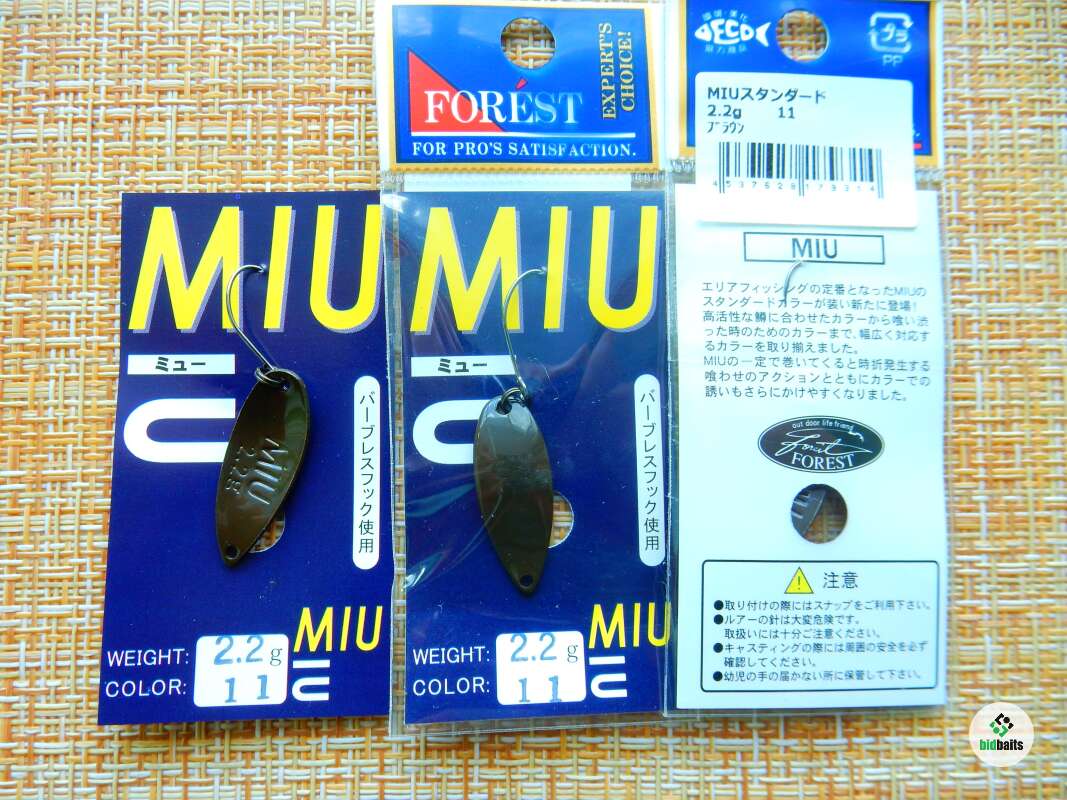 MIU
ミュー
バーブレスフック使用
MiU
2.2g
WEIGHT: 2.2g
COLOR: 11
MIU
FORÉST
EXPERT'S
CHOICE!
FOR PRO'S SATISFACTION.
MIU
ミュー
バーブレスフック使用
WEIGHT: 2.2g
COLOR: 11
MIU
ECO
PP
MIUスタンダード
2.2g 11
ブラウン
4537628179314
MIU
エリアフィッシングの定番となったMIUの
スタンダードカラーが装い新たに登場!
高活性な鱒に合わせたカラーから喰い渋
った時のためのカラーまで、幅広く対応す
るカラーを取り揃えました。
MIUの一定で巻いてくると時折発生する
喰わせのアクションとともにカラーでの
誘いもさらにかけやすくなりました。
out door life friend
Forest
FOREST
注意
●取り付けの際にはスナップをご利用下さい。
●ルアーの針は大変危険です。
取扱いには十分ご注意ください。
●キャスティングの際には周囲の安全を必ず
確認してください。
●幼児の手の届かない所に保管して下さい。
bidbaits